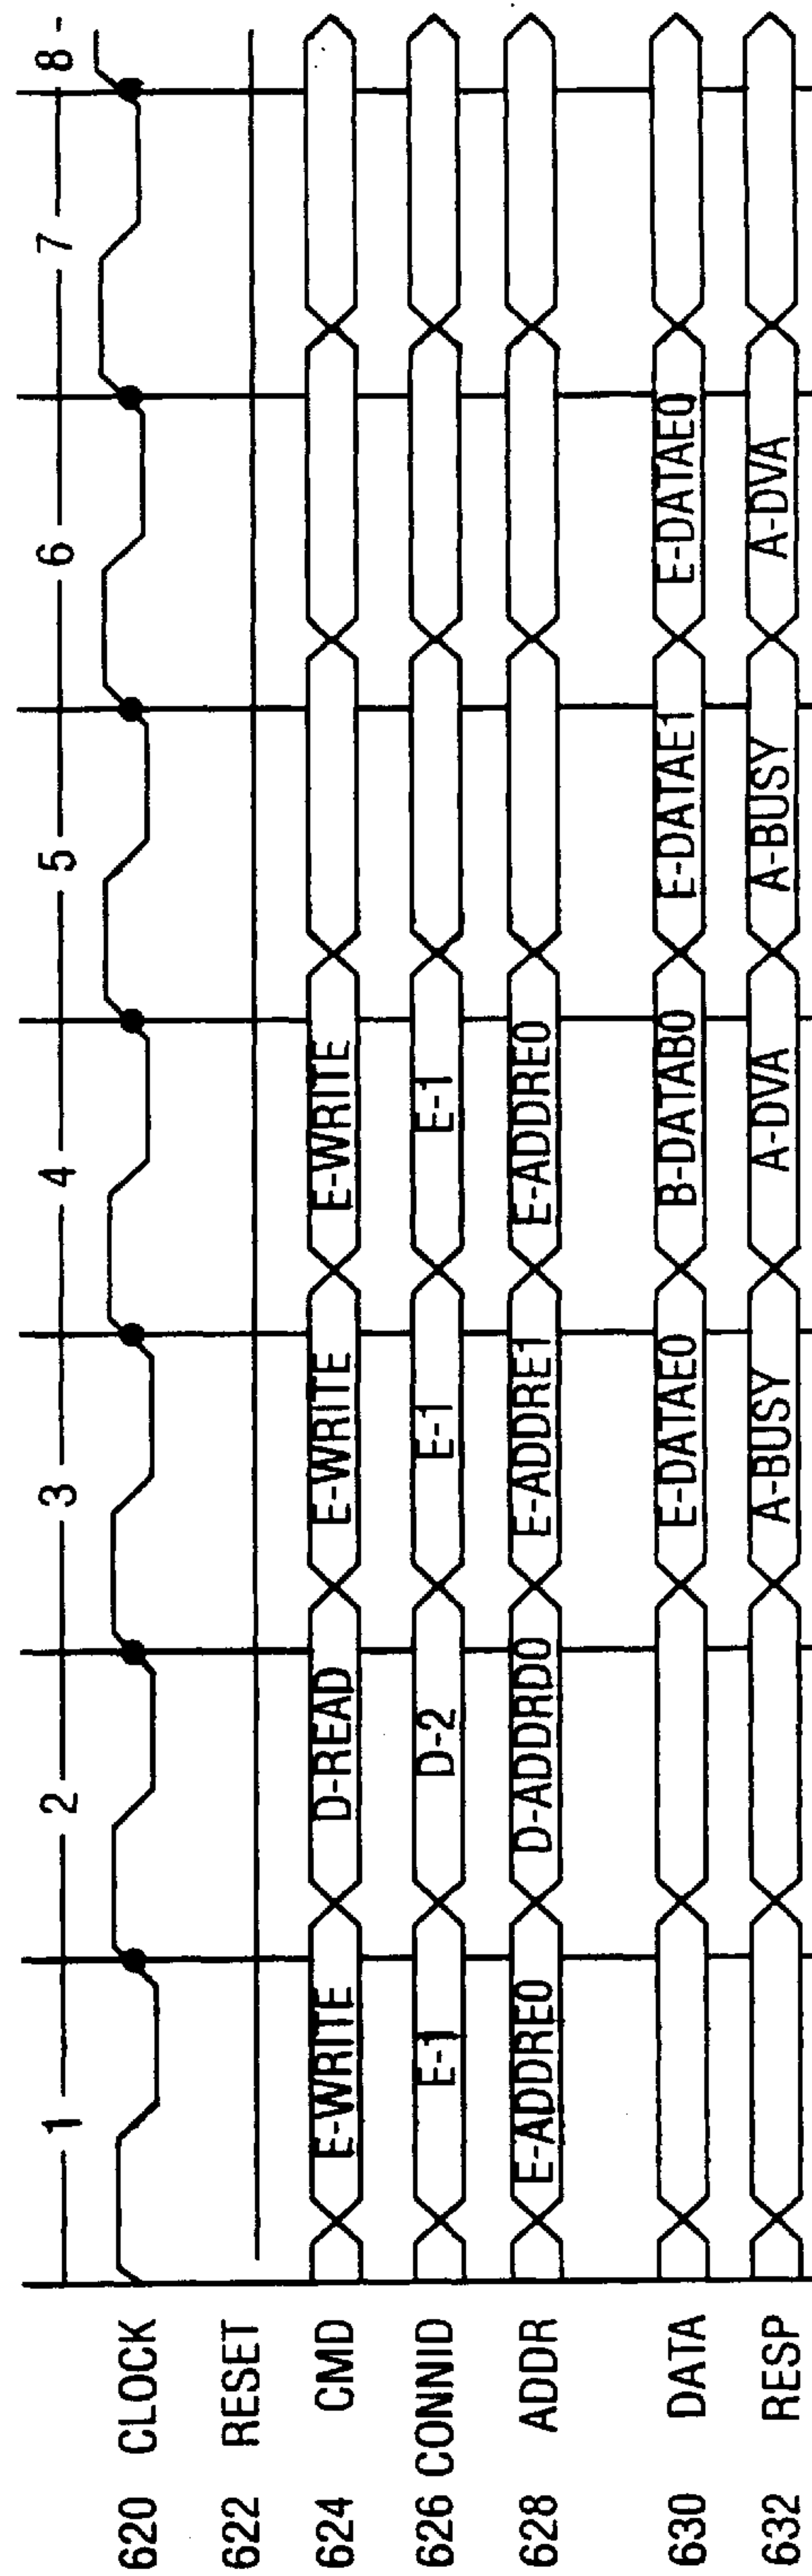 1 2 3 4 5 6 7 8
620 CLOCK
622 RESET
624 CMD E-WRITE D-READ E-WRITE E-WRITE
626 CONNID E-1 D-2 E-1 E-1
628 ADDR E-ADDRE0 D-ADDRD0 E-ADDRE1 E-ADDRE0
630 DATA E-DATAE0 B-DATAB0 E-DATAE1 E-DATAE0
632 RESP A-BUSY A-DVA A-BUSY A-DVA